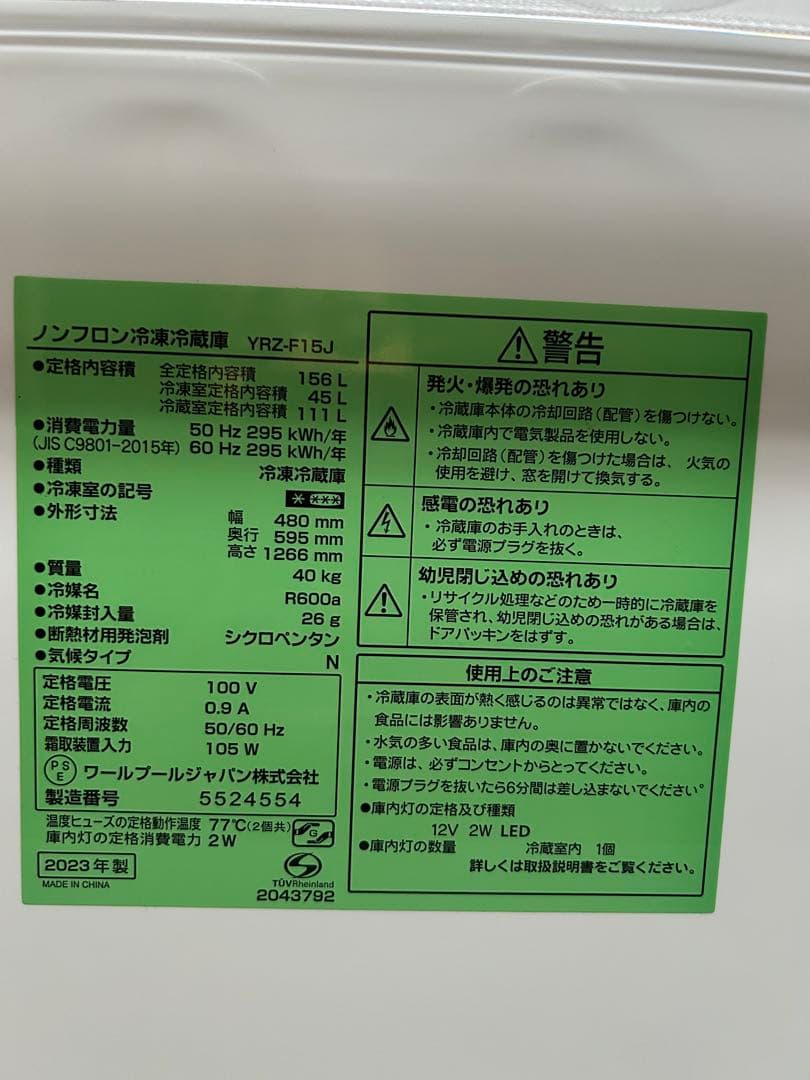 ノンフロン冷凍冷蔵庫 YRZ-F15J
●定格内容積 全定格内容積 156 L
冷凍室定格内容積 45 L
冷蔵室定格内容積 111 L
●消費電力量 50 Hz 295 kWh/年
(JIS C9801-2015年) 60 Hz 295 kWh/年
●種類 冷凍冷蔵庫
●冷凍室の記号
●外形寸法 幅 480 mm
奥行 595 mm
高さ 1266 mm
●質量 40 kg
●冷媒名 R600a
●冷媒封入量 26 g
●断熱材用発泡剤 シクロペンタン
●気候タイプ N
定格電圧 100 V
定格電流 0.9 A
定格周波数 50/60 Hz
霜取装置入力 105 W
PSE ワールプールジャパン株式会社
製造番号 5524554
温度ヒューズの定格動作温度 77℃(2個共)
庫内灯の定格消費電力 2W
G
2023年製
MADE IN CHINA
TÜVRheinland
2043792
警告
発火・爆発の恐れあり
・冷蔵庫本体の冷却回路(配管)を傷つけない。
・冷蔵庫内で電気製品を使用しない。
・冷却回路(配管)を傷つけた場合は、火気の
使用を避け、窓を開けて換気する。
感電の恐れあり
・冷蔵庫のお手入れのときは、
必ず電源プラグを抜く。
幼児閉じ込めの恐れあり
・リサイクル処理などのため一時的に冷蔵庫を
保管され、幼児閉じ込めの恐れがある場合は、
ドアパッキンをはずす。
使用上のご注意
・冷蔵庫の表面が熱く感じるのは異常ではなく、庫内の
食品には影響ありません。
・水気の多い食品は、庫内の奥に置かないでください。
・電源は、必ずコンセントからとってください。
・電源プラグを抜いたら6分間は差し込まないでください。
●庫内灯の定格及び種類
12V 2W LED
●庫内灯の数量 冷蔵室内 1個
詳しくは取扱説明書をご覧ください。